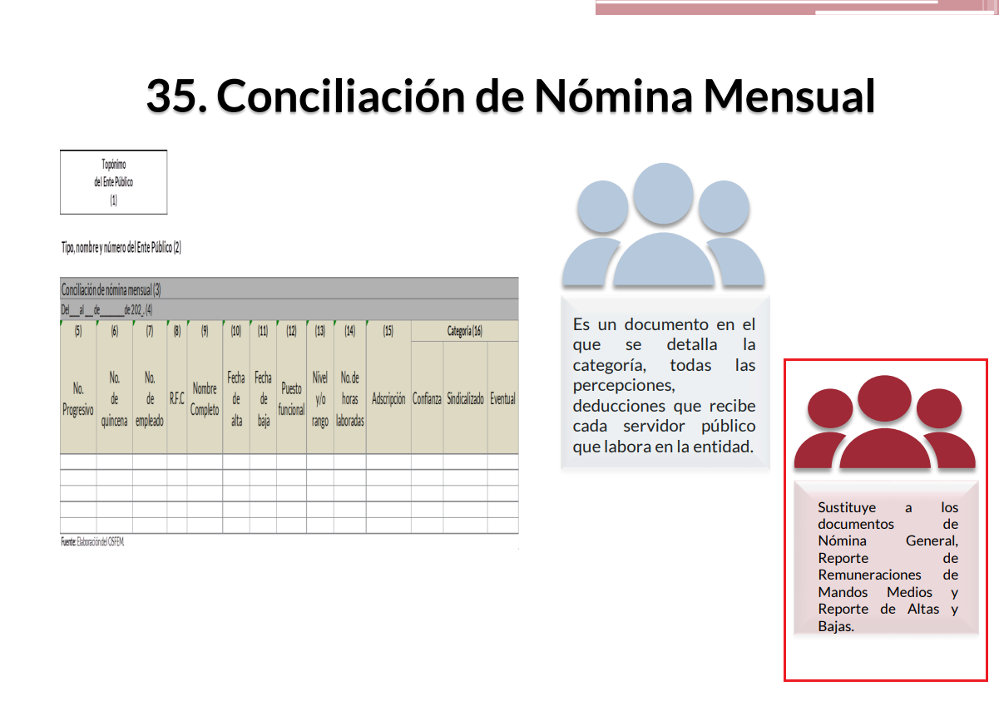 35. Conciliación de Nómina Mensual
Topónimo
del Ente Público
(1)
Tipo, nombre y número del Ente Público (2)
Conciliación de nómina mensual (3)
Del___al ___ de_______de 202_. (4)
(5) (6) (7) (8) (9) (10) (11) (12) (13) (14) (15) Categoría (16)
No. Progresivo
No. de quincena
No. de empleado
R.F.C
Nombre Completo
Fecha de alta
Fecha de baja
Puesto funcional
Nivel y/o rango
No. de horas laboradas
Adscripción
Confianza
Sindicalizado
Eventual
Fuente: Elaboración del OSFEM.
Es un documento en el
que se detalla la
categoría, todas las
percepciones,
deducciones que recibe
cada servidor público
que labora en la entidad.
Sustituye a los
documentos de
Nómina General,
Reporte de
Remuneraciones de
Mandos Medios y
Reporte de Altas y
Bajas.